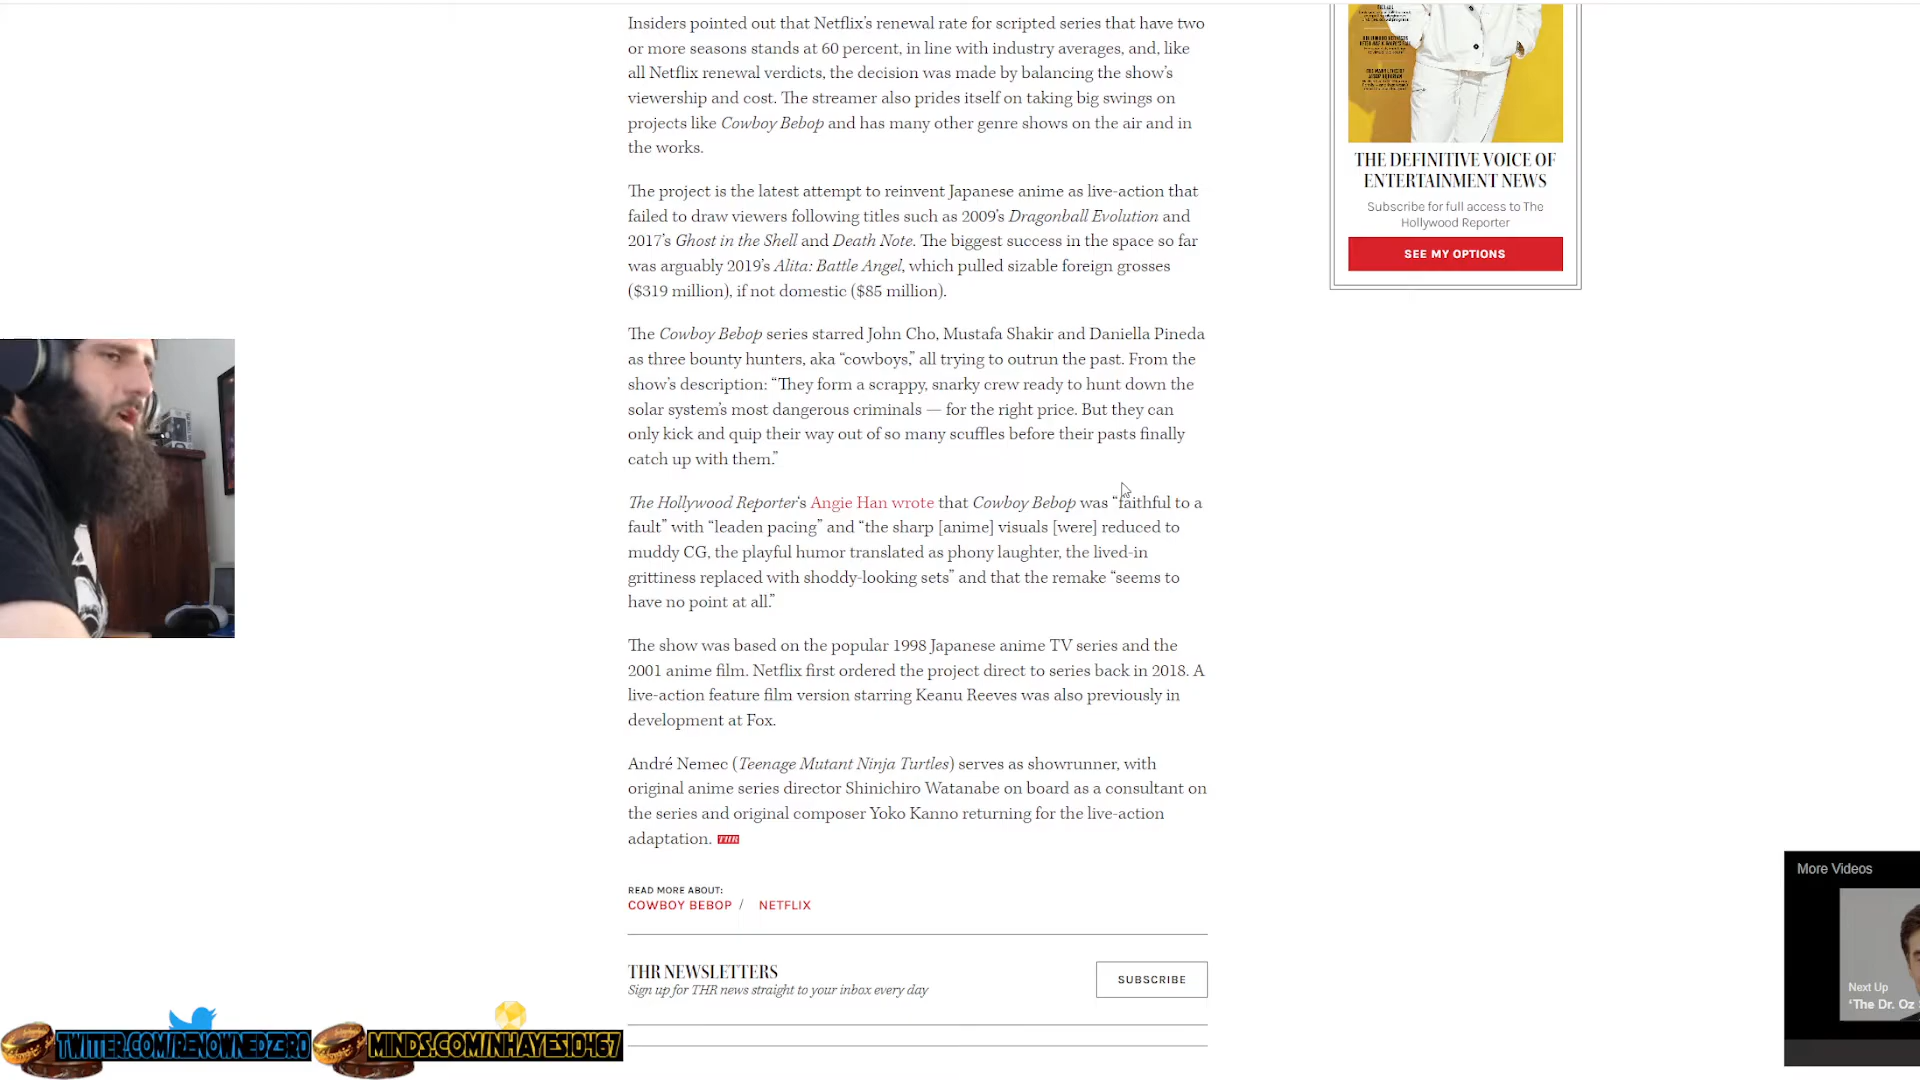 Insiders pointed out that Netflix’s renewal rate for scripted series that have two
or more seasons stands at 60 percent, in line with industry averages, and, like
all Netflix renewal verdicts, the decision was made by balancing the show’s
viewership and cost. The streamer also prides itself on taking big swings on
projects like Cowboy Bebop and has many other genre shows on the air and in
the works.
The project is the latest attempt to reinvent Japanese anime as live-action that
failed to draw viewers following titles such as 2009’s Dragonball Evolution and
2017’s Ghost in the Shell and Death Note. The biggest success in the space so far
was arguably 2019’s Alita: Battle Angel, which pulled sizable foreign grosses
($319 million), if not domestic ($85 million).
The Cowboy Bebop series starred John Cho, Mustafa Shakir and Daniella Pineda
as three bounty hunters, aka “cowboys,” all trying to outrun the past. From the
show’s description: “They form a scrappy, snarky crew ready to hunt down the
solar system’s most dangerous criminals — for the right price. But they can
only kick and quip their way out of so many scuffles before their pasts finally
catch up with them.”
The Hollywood Reporter‘s Angie Han wrote that Cowboy Bebop was “faithful to a
fault” with “leaden pacing” and “the sharp [anime] visuals [were] reduced to
muddy CG, the playful humor translated as phony laughter, the lived-in
grittiness replaced with shoddy-looking sets” and that the remake “seems to
have no point at all.”
The show was based on the popular 1998 Japanese anime TV series and the
2001 anime film. Netflix first ordered the project direct to series back in 2018. A
live-action feature film version starring Keanu Reeves was also previously in
development at Fox.
André Nemec (Teenage Mutant Ninja Turtles) serves as showrunner, with
original anime series director Shinichiro Watanabe on board as a consultant on
the series and original composer Yoko Kanno returning for the live-action
adaptation. THR
READ MORE ABOUT:
COWBOY BEBOP / NETFLIX
THR NEWSLETTERS
Sign up for THR news straight to your inbox every day
SUBSCRIBE
THE DEFINITIVE VOICE OF
ENTERTAINMENT NEWS
Subscribe for full access to The
Hollywood Reporter
SEE MY OPTIONS
More Videos
Next Up
‘The Dr. Oz
TWITTER.COM/RENOWNEDZ3RO
MINDS.COM/NHAYES10467